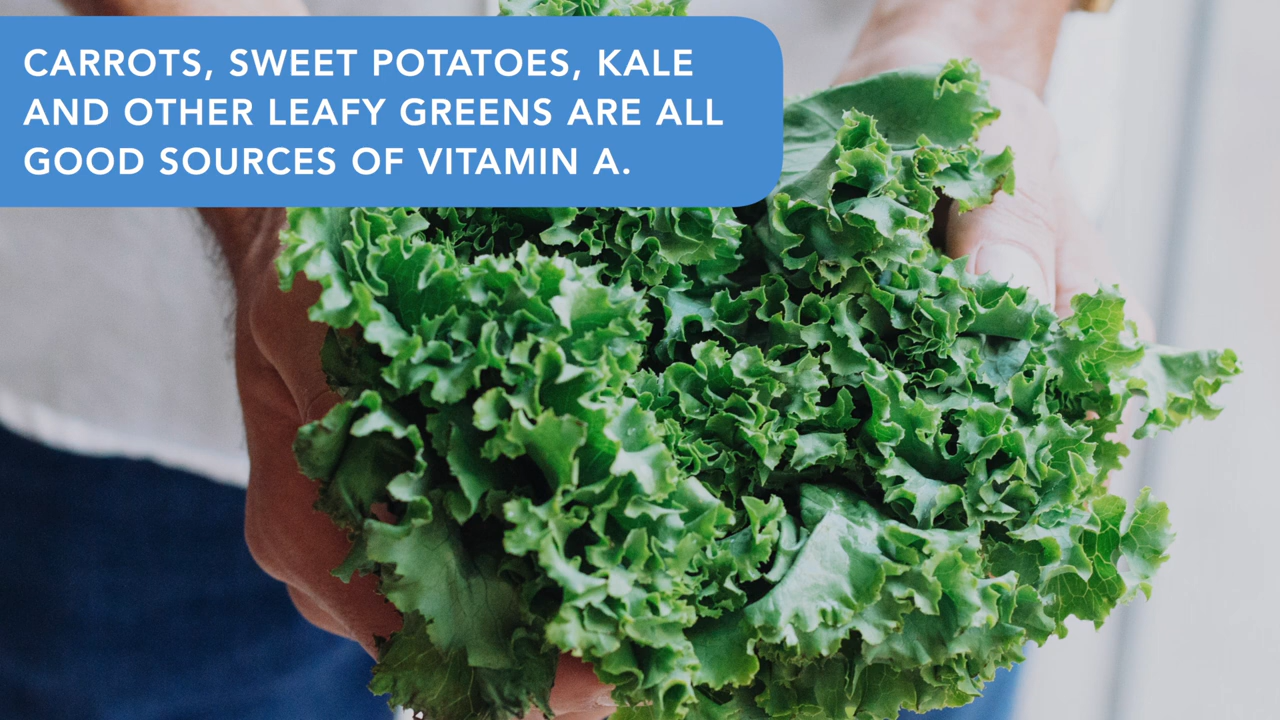 CARROTS, SWEET POTATOES, KALE
AND OTHER LEAFY GREENS ARE ALL
GOOD SOURCES OF VITAMIN A.